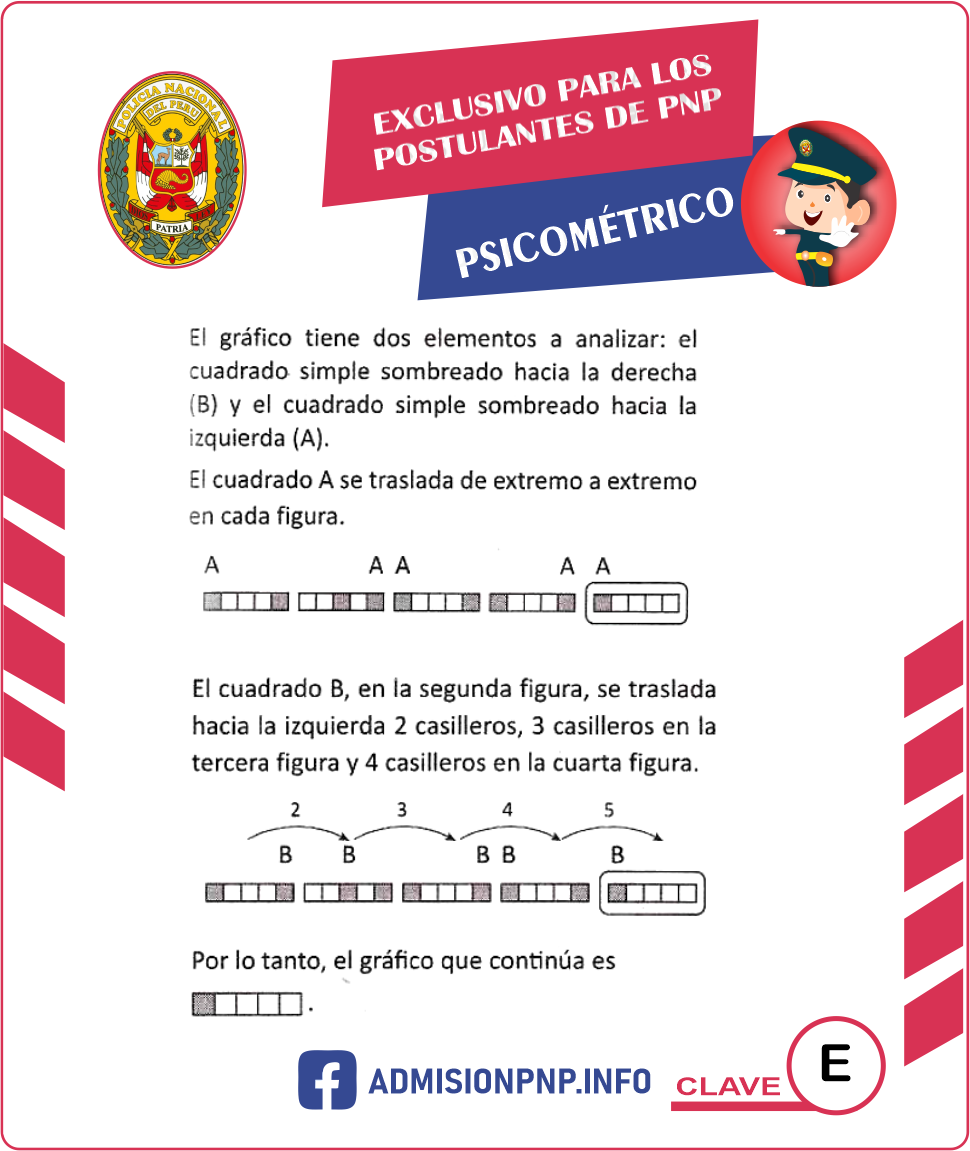 EXCLUSIVO PARA LOS
POSTULANTES DE PNP
POLICIA NACIONAL
DEL PERU
DIOS
LEY
PATRIA
PSICOMÉTRICO
El gráfico tiene dos elementos a analizar: el
cuadrado simple sombreado hacia la derecha
(B) y el cuadrado simple sombreado hacia la
izquierda (A).
El cuadrado A se traslada de extremo a extremo
en cada figura.
A A A A A
El cuadrado B, en la segunda figura, se traslada
hacia la izquierda 2 casilleros, 3 casilleros en la
tercera figura y 4 casilleros en la cuarta figura.
2 3 4 5
B B B B B
Por lo tanto, el gráfico que continúa es
.
f ADMISIONPNP.INFO
CLAVE E